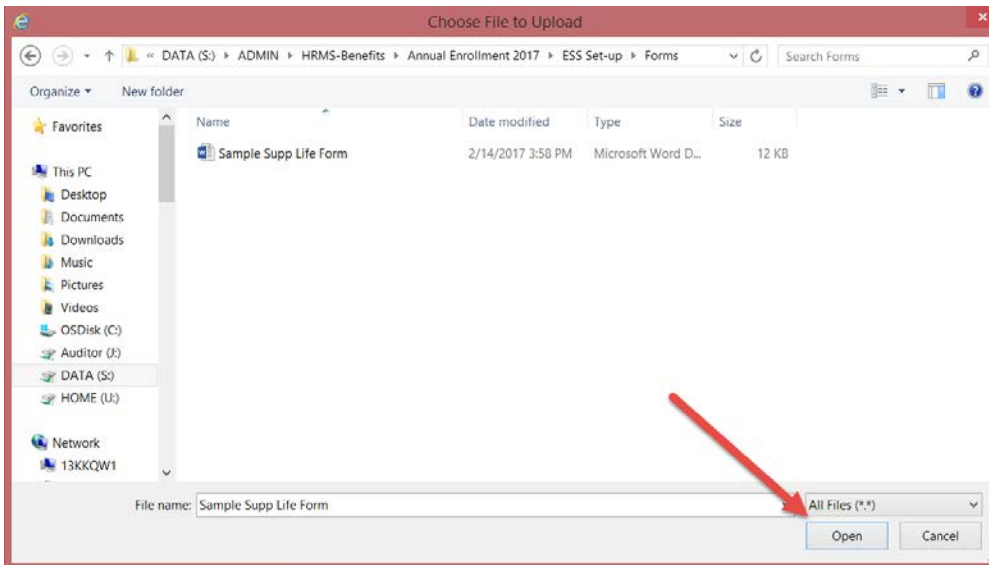 Choose File to Upload
« DATA (S:) ▸ ADMIN ▸ HRMS-Benefits ▸ Annual Enrollment 2017 ▸ ESS Set-up ▸ Forms
Search Forms
Organize
New folder
Name
Date modified
Type
Size
Sample Supp Life Form
2/14/2017 3:58 PM
Microsoft Word D...
12 KB
Favorites
This PC
Desktop
Documents
Downloads
Music
Pictures
Videos
OSDisk (C:)
Auditor (J:)
DATA (S:)
HOME (U:)
Network
13KKQW1
File name: Sample Supp Life Form
All Files (*.*)
Open
Cancel